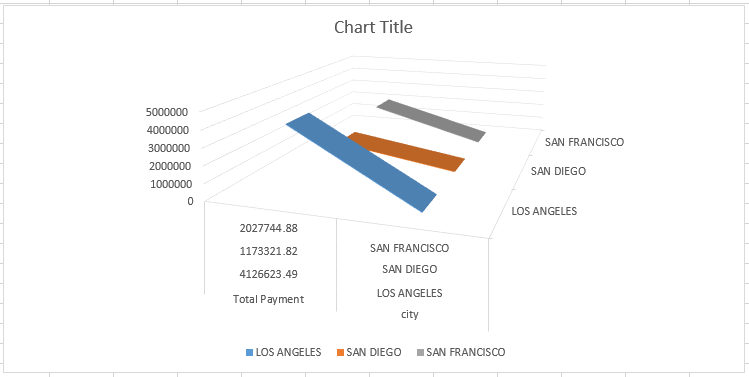 Chart Title
5000000
4000000
3000000
2000000
1000000
0
SAN FRANCISCO
SAN DIEGO
LOS ANGELES
2027744.88
1173321.82
4126623.49
Total Payment
SAN FRANCISCO
SAN DIEGO
LOS ANGELES
city
LOS ANGELES SAN DIEGO SAN FRANCISCO